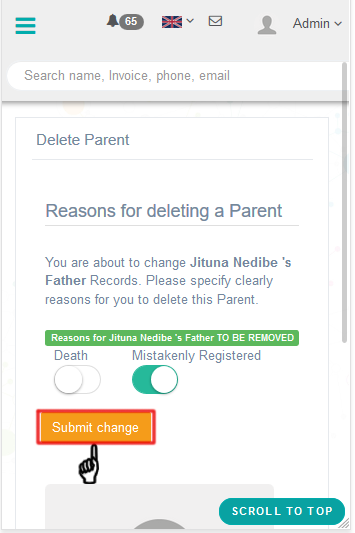 65
Admin
Search name, Invoice, phone, email
Delete Parent
Reasons for deleting a Parent
You are about to change Jituna Nedibe 's
Father Records. Please specify clearly
reasons for you to delete this Parent.
Reasons for Jituna Nedibe 's Father TO BE REMOVED
Death Mistakenly Registered
Submit change
SCROLL TO TOP